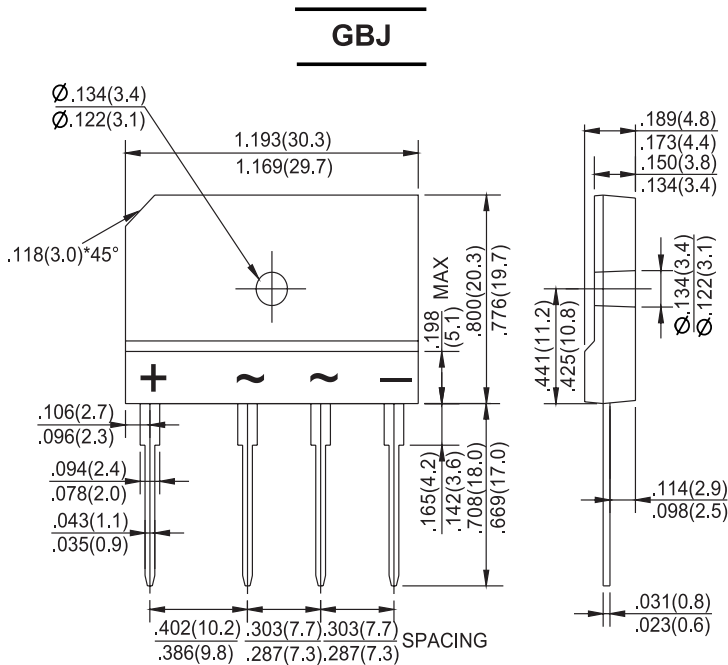 GBJ
Ø.134(3.4)
Ø.122(3.1)
1.193(30.3)
1.169(29.7)
.189(4.8)
.173(4.4)
.150(3.8)
.134(3.4)
.118(3.0)*45°
.198 MAX
(5.1)
.800(20.3)
.776(19.7)
Ø.134(3.4)
Ø.122(3.1)
.441(11.2)
.425(10.8)
+ ~ ~ −
.106(2.7)
.096(2.3)
.094(2.4)
.078(2.0)
.043(1.1)
.035(0.9)
.165(4.2)
.142(3.6)
.708(18.0)
.669(17.0)
.114(2.9)
.098(2.5)
.031(0.8)
.023(0.6)
.402(10.2) .303(7.7) .303(7.7) SPACING
.386(9.8) .287(7.3) .287(7.3)